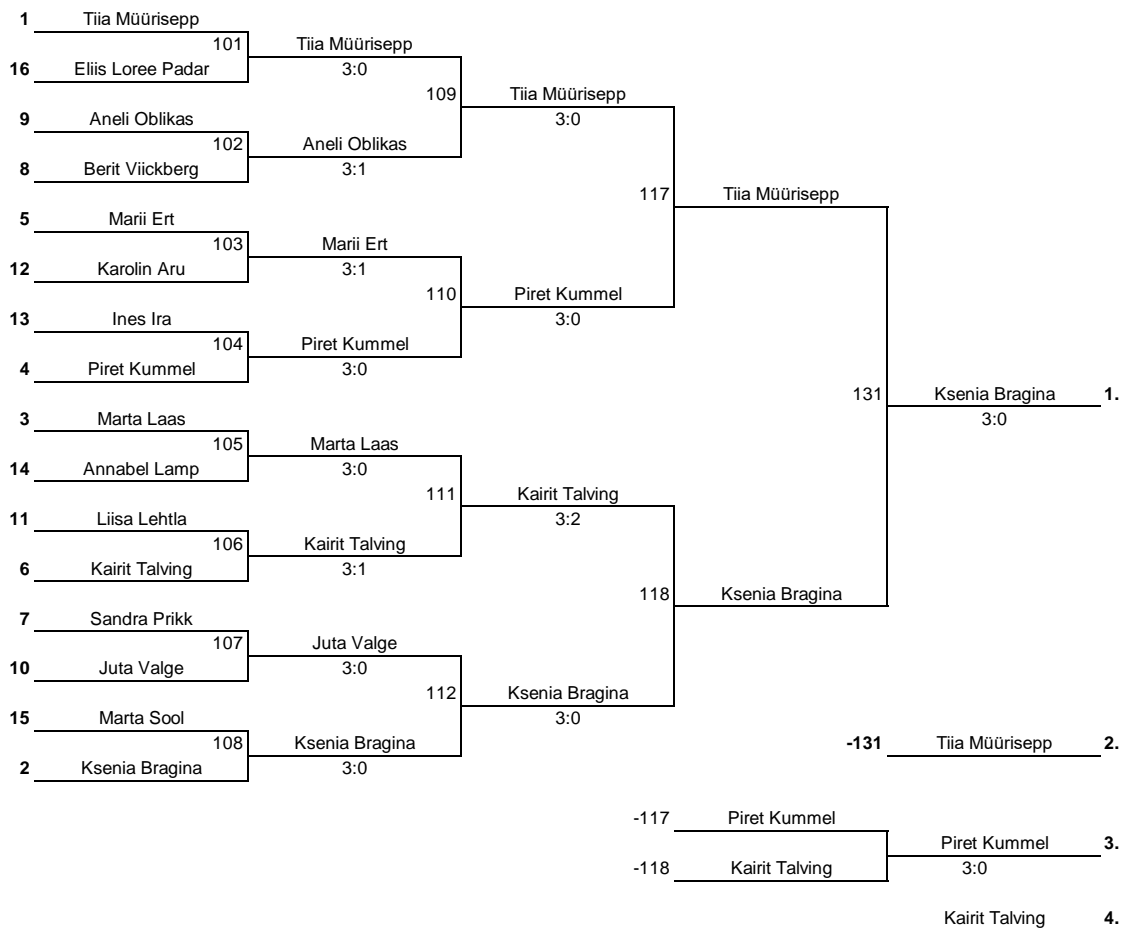 1 Tiia Müürisepp
101 Tiia Müürisepp
16 Eliis Loree Padar 3:0
109 Tiia Müürisepp
9 Aneli Oblikas 3:0
102 Aneli Oblikas
8 Berit Viickberg 3:1
117 Tiia Müürisepp
5 Marii Ert
103 Marii Ert
12 Karolin Aru 3:1
110 Piret Kummel
13 Ines Ira 3:0
104 Piret Kummel
4 Piret Kummel 3:0
131 Ksenia Bragina 1.
3 Marta Laas 3:0
105 Marta Laas
14 Annabel Lamp 3:0
111 Kairit Talving
11 Liisa Lehtla 3:2
106 Kairit Talving
6 Kairit Talving 3:1
118 Ksenia Bragina
7 Sandra Prikk
107 Juta Valge
10 Juta Valge 3:0
112 Ksenia Bragina
15 Marta Sool 3:0
108 Ksenia Bragina -131 Tiia Müürisepp 2.
2 Ksenia Bragina 3:0
-117 Piret Kummel
Piret Kummel 3.
-118 Kairit Talving 3:0
Kairit Talving 4.